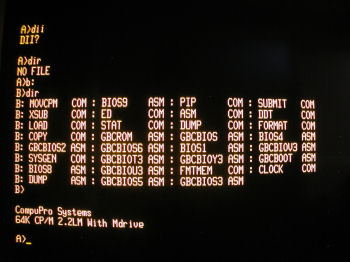 A>dii
DII?
A>dir
NO FILE
A>b:
B>dir
B: MOVCPM   COM : BIOS9    ASM : PIP      COM : SUBMIT   COM
B: XSUB     COM : ED       ASM : ASM      COM : DDT      COM
B: LOAD     COM : STAT     COM : DUMP     COM : FORMAT   COM
B: COPY     COM : GBCROM   ASM : GBCBIOS  ASM : BIOS4    ASM
B: GBCBIOS2 ASM : GBCBIOS6 ASM : BIOS1    ASM : GBCBIOV3 ASM
B: SYSGEN   COM : GBCBIOT3 ASM : GBCBIOY3 ASM : GBCBOOT  ASM
B: BIOS8    ASM : GBCBIOU3 ASM : FMTMEM   COM : CLOCK    COM
B: DUMP     ASM : GBCBIOS5 ASM : GBCBIOS3 ASM
B>
CompuPro Systems
64K CP/M 2.2LM With Mdrive
A>_